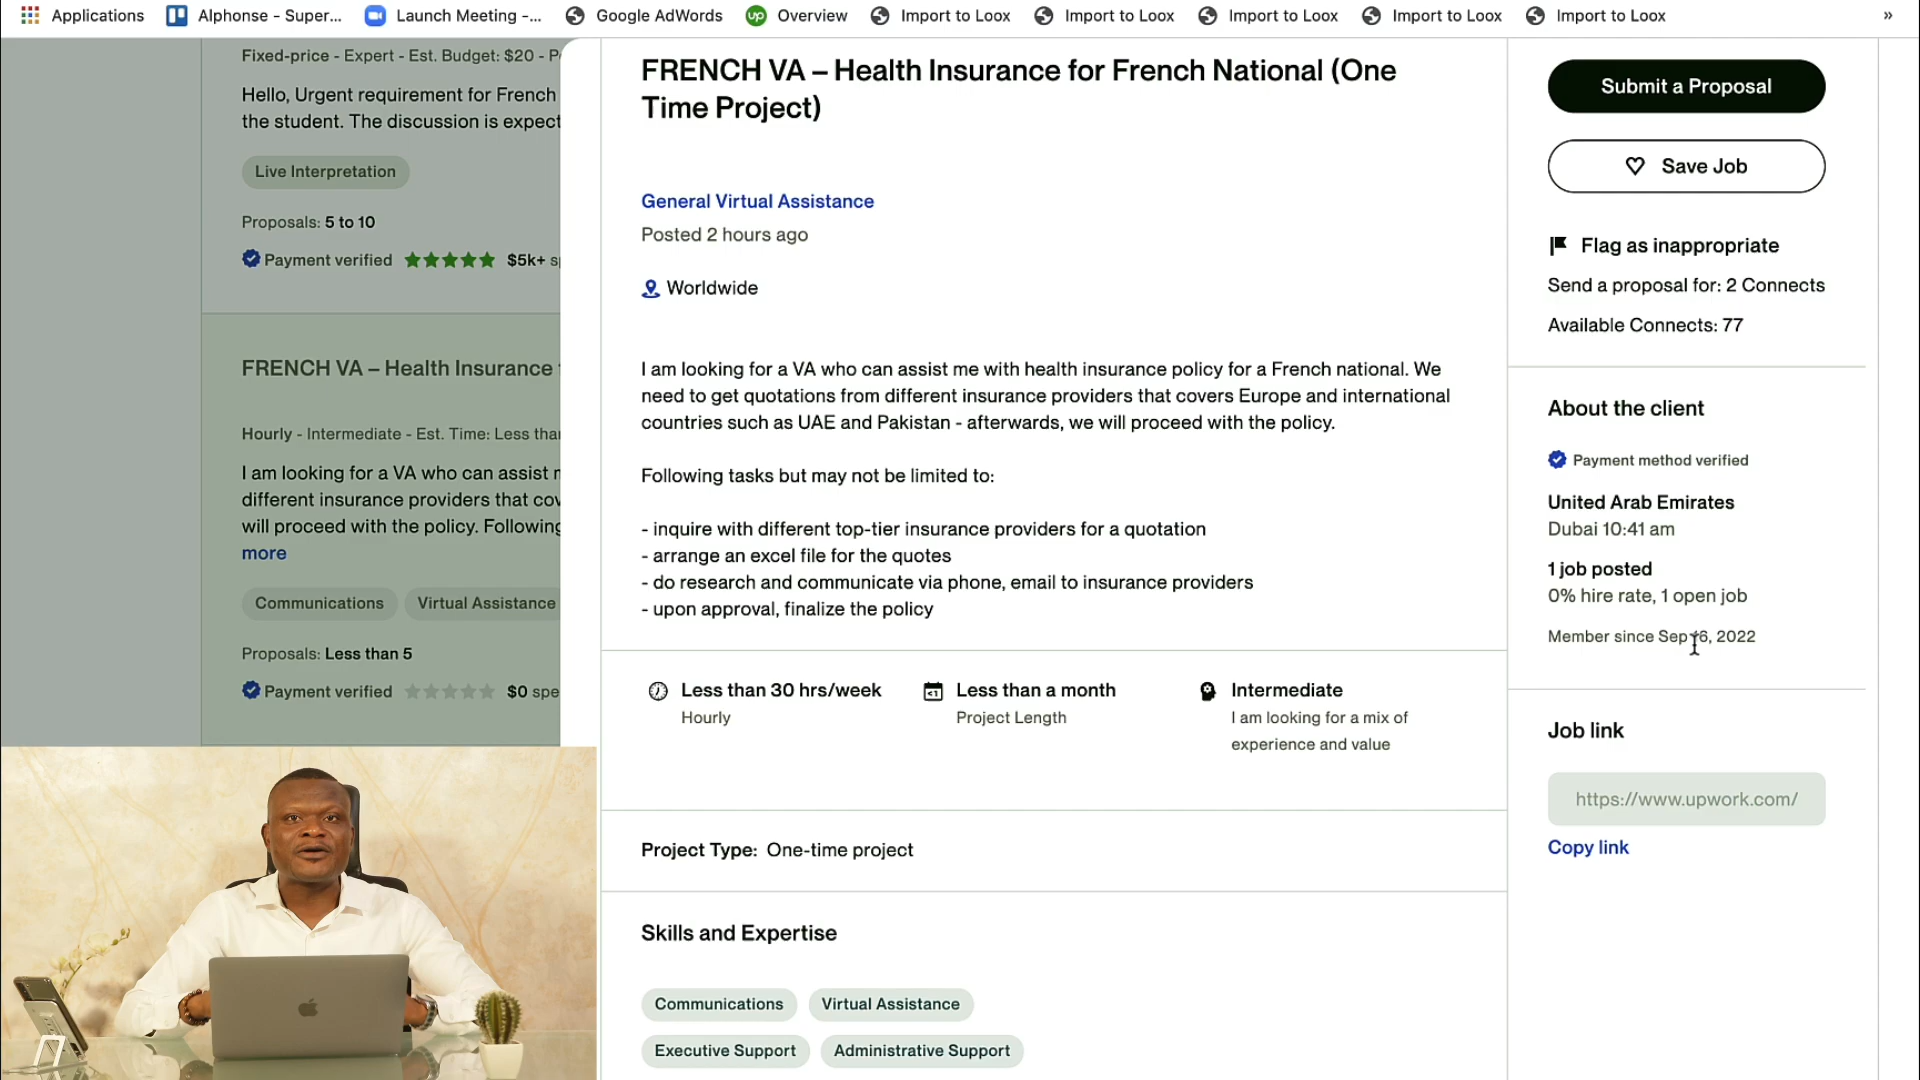 Applications
Alphonse - Super...
Launch Meeting -...
Google AdWords
up
Overview
Import to Loox
Import to Loox
Import to Loox
Import to Loox
Import to Loox
»
Fixed-price - Expert - Est. Budget: $20 - P
Hello, Urgent requirement for French
the student. The discussion is expect
Live Interpretation
Proposals: 5 to 10
Payment verified
$5k+ s
FRENCH VA – Health Insurance
Hourly - Intermediate - Est. Time: Less tha
I am looking for a VA who can assist
different insurance providers that cov
will proceed with the policy. Following
more
Communications
Virtual Assistance
Proposals: Less than 5
Payment verified
$0 spe
FRENCH VA – Health Insurance for French National (One
Time Project)
General Virtual Assistance
Posted 2 hours ago
Worldwide
I am looking for a VA who can assist me with health insurance policy for a French national. We
need to get quotations from different insurance providers that covers Europe and international
countries such as UAE and Pakistan - afterwards, we will proceed with the policy.
Following tasks but may not be limited to:
- inquire with different top-tier insurance providers for a quotation
- arrange an excel file for the quotes
- do research and communicate via phone, email to insurance providers
- upon approval, finalize the policy
Less than 30 hrs/week
Hourly
Less than a month
Project Length
Intermediate
I am looking for a mix of
experience and value
Project Type: One-time project
Skills and Expertise
Communications
Virtual Assistance
Executive Support
Administrative Support
Submit a Proposal
Save Job
Flag as inappropriate
Send a proposal for: 2 Connects
Available Connects: 77
About the client
Payment method verified
United Arab Emirates
Dubai 10:41 am
1 job posted
0% hire rate, 1 open job
Member since Sep 16, 2022
Job link
https://www.upwork.com/
Copy link